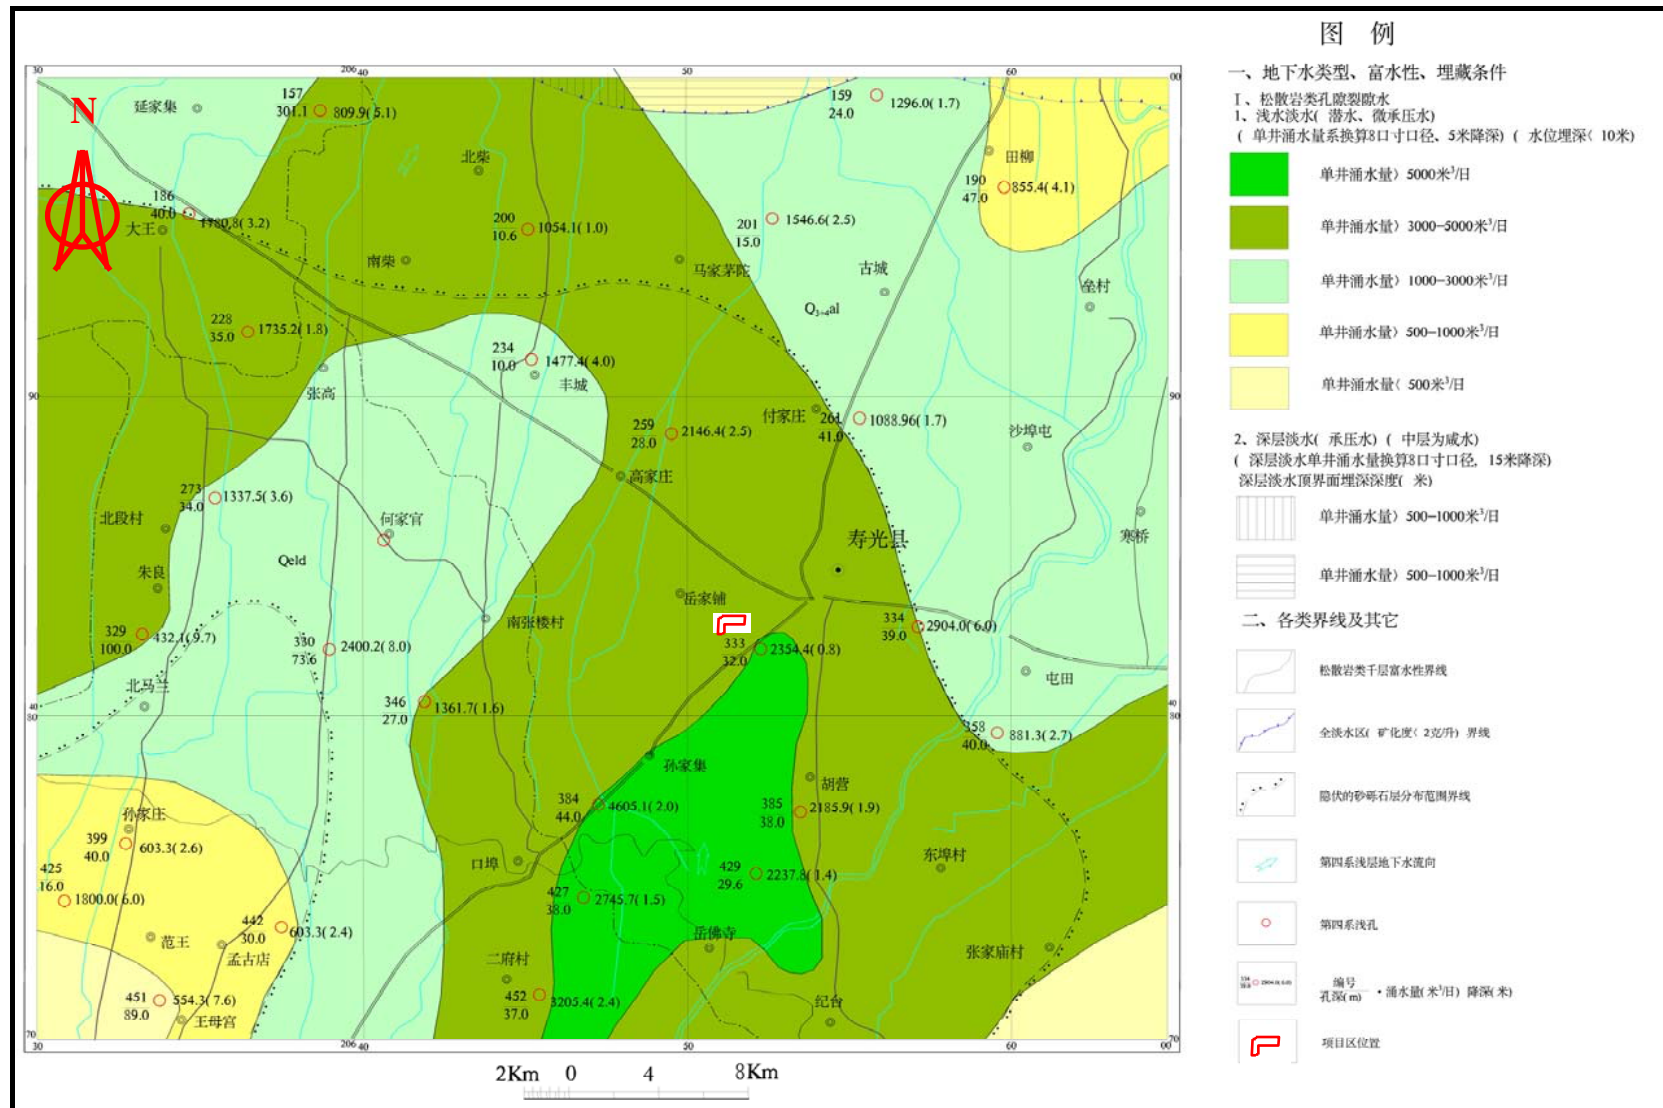 图 例
一、地下水类型、富水性、埋藏条件
I、松散岩类孔隙裂隙水
1、浅水淡水( 潜水、微承压水)
( 单井涌水量系换算8口寸口径、5米降深) ( 水位埋深〈 10米)
单井涌水量〉5000米³/日
单井涌水量〉3000-5000米³/日
单井涌水量〉1000-3000米³/日
单井涌水量〉500-1000米³/日
单井涌水量〈 500米³/日
2、深层淡水( 承压水) ( 中层为咸水)
( 深层淡水单井涌水量换算8口寸口径, 15米降深)
深层淡水顶界面埋深深度( 米)
单井涌水量〉500-1000米³/日
单井涌水量〉500-1000米³/日
二、各类界线及其它
松散岩类千层富水性界线
全淡水区( 矿化度〈 2克/升) 界线
隐伏的砂砾石层分布范围界线
第四系浅层地下水流向
第四系浅孔
编号
孔深(m) •涌水量(米³/日) 降深(米)
项目区位置
30
206 40
50
60
00
N
延家集
157
301.1 809.9(5.1)
159
24.0 1296.0(1.7)
北柴
田柳
190
47.0 855.4(4.1)
186
40.0 1780.8(3.2)
大王
200
10.6 1054.1(1.0)
201
15.0 1546.6(2.5)
南柴
马家茅陀
古城
垒村
Q3+4al
228
35.0 1735.2(1.8)
234
10.0 1477.4(4.0)
丰城
张高
90
90
付家庄
261
41.0 1088.96(1.7)
259
28.0 2146.4(2.5)
沙埠屯
高家庄
273
34.0 1337.5(3.6)
北段村
何家官
寿光县
寒桥
Qeld
朱良
岳家铺
南张楼村
329
100.0 432.1(9.7)
330
73.6 2400.2(8.0)
333
32.0 2354.4(0.8)
334
39.0 2904.0(6.0)
北马兰
屯田
346
27.0 1361.7(1.6)
40
80
80
358
40.0 881.3(2.7)
孙家集
胡营
384
44.0 4605.1(2.0)
385
38.0 2185.9(1.9)
孙家庄
399
40.0 603.3(2.6)
口埠
东埠村
425
16.0 1800.0(6.0)
427
38.0 2745.7(1.5)
429
29.6 2237.8(1.4)
442
30.0 603.3(2.4)
范王
孟古店
岳佛寺
张家庙村
二府村
451
89.0 554.3(7.6)
452
37.0 3205.4(2.4)
纪台
王母宫
70
70
30
206 40
50
60
00
2Km 0 4 8Km